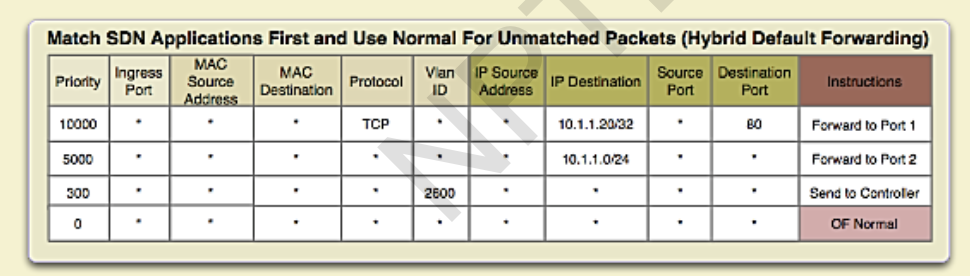 NPT
Match SDN Applications First and Use Normal For Unmatched Packets (Hybrid Default Forwarding)
Priority Ingress Port MAC Source Address MAC Destination Protocol Vlan ID IP Source Address IP Destination Source Port Destination Port Instructions
10000 * * * TCP * * 10.1.1.20/32 * 80 Forward to Port 1
5000 * * * * * * 10.1.1.0/24 * * Forward to Port 2
300 * * * * 2600 * * * * Send to Controller
0 * * * * * * * * * OF Normal